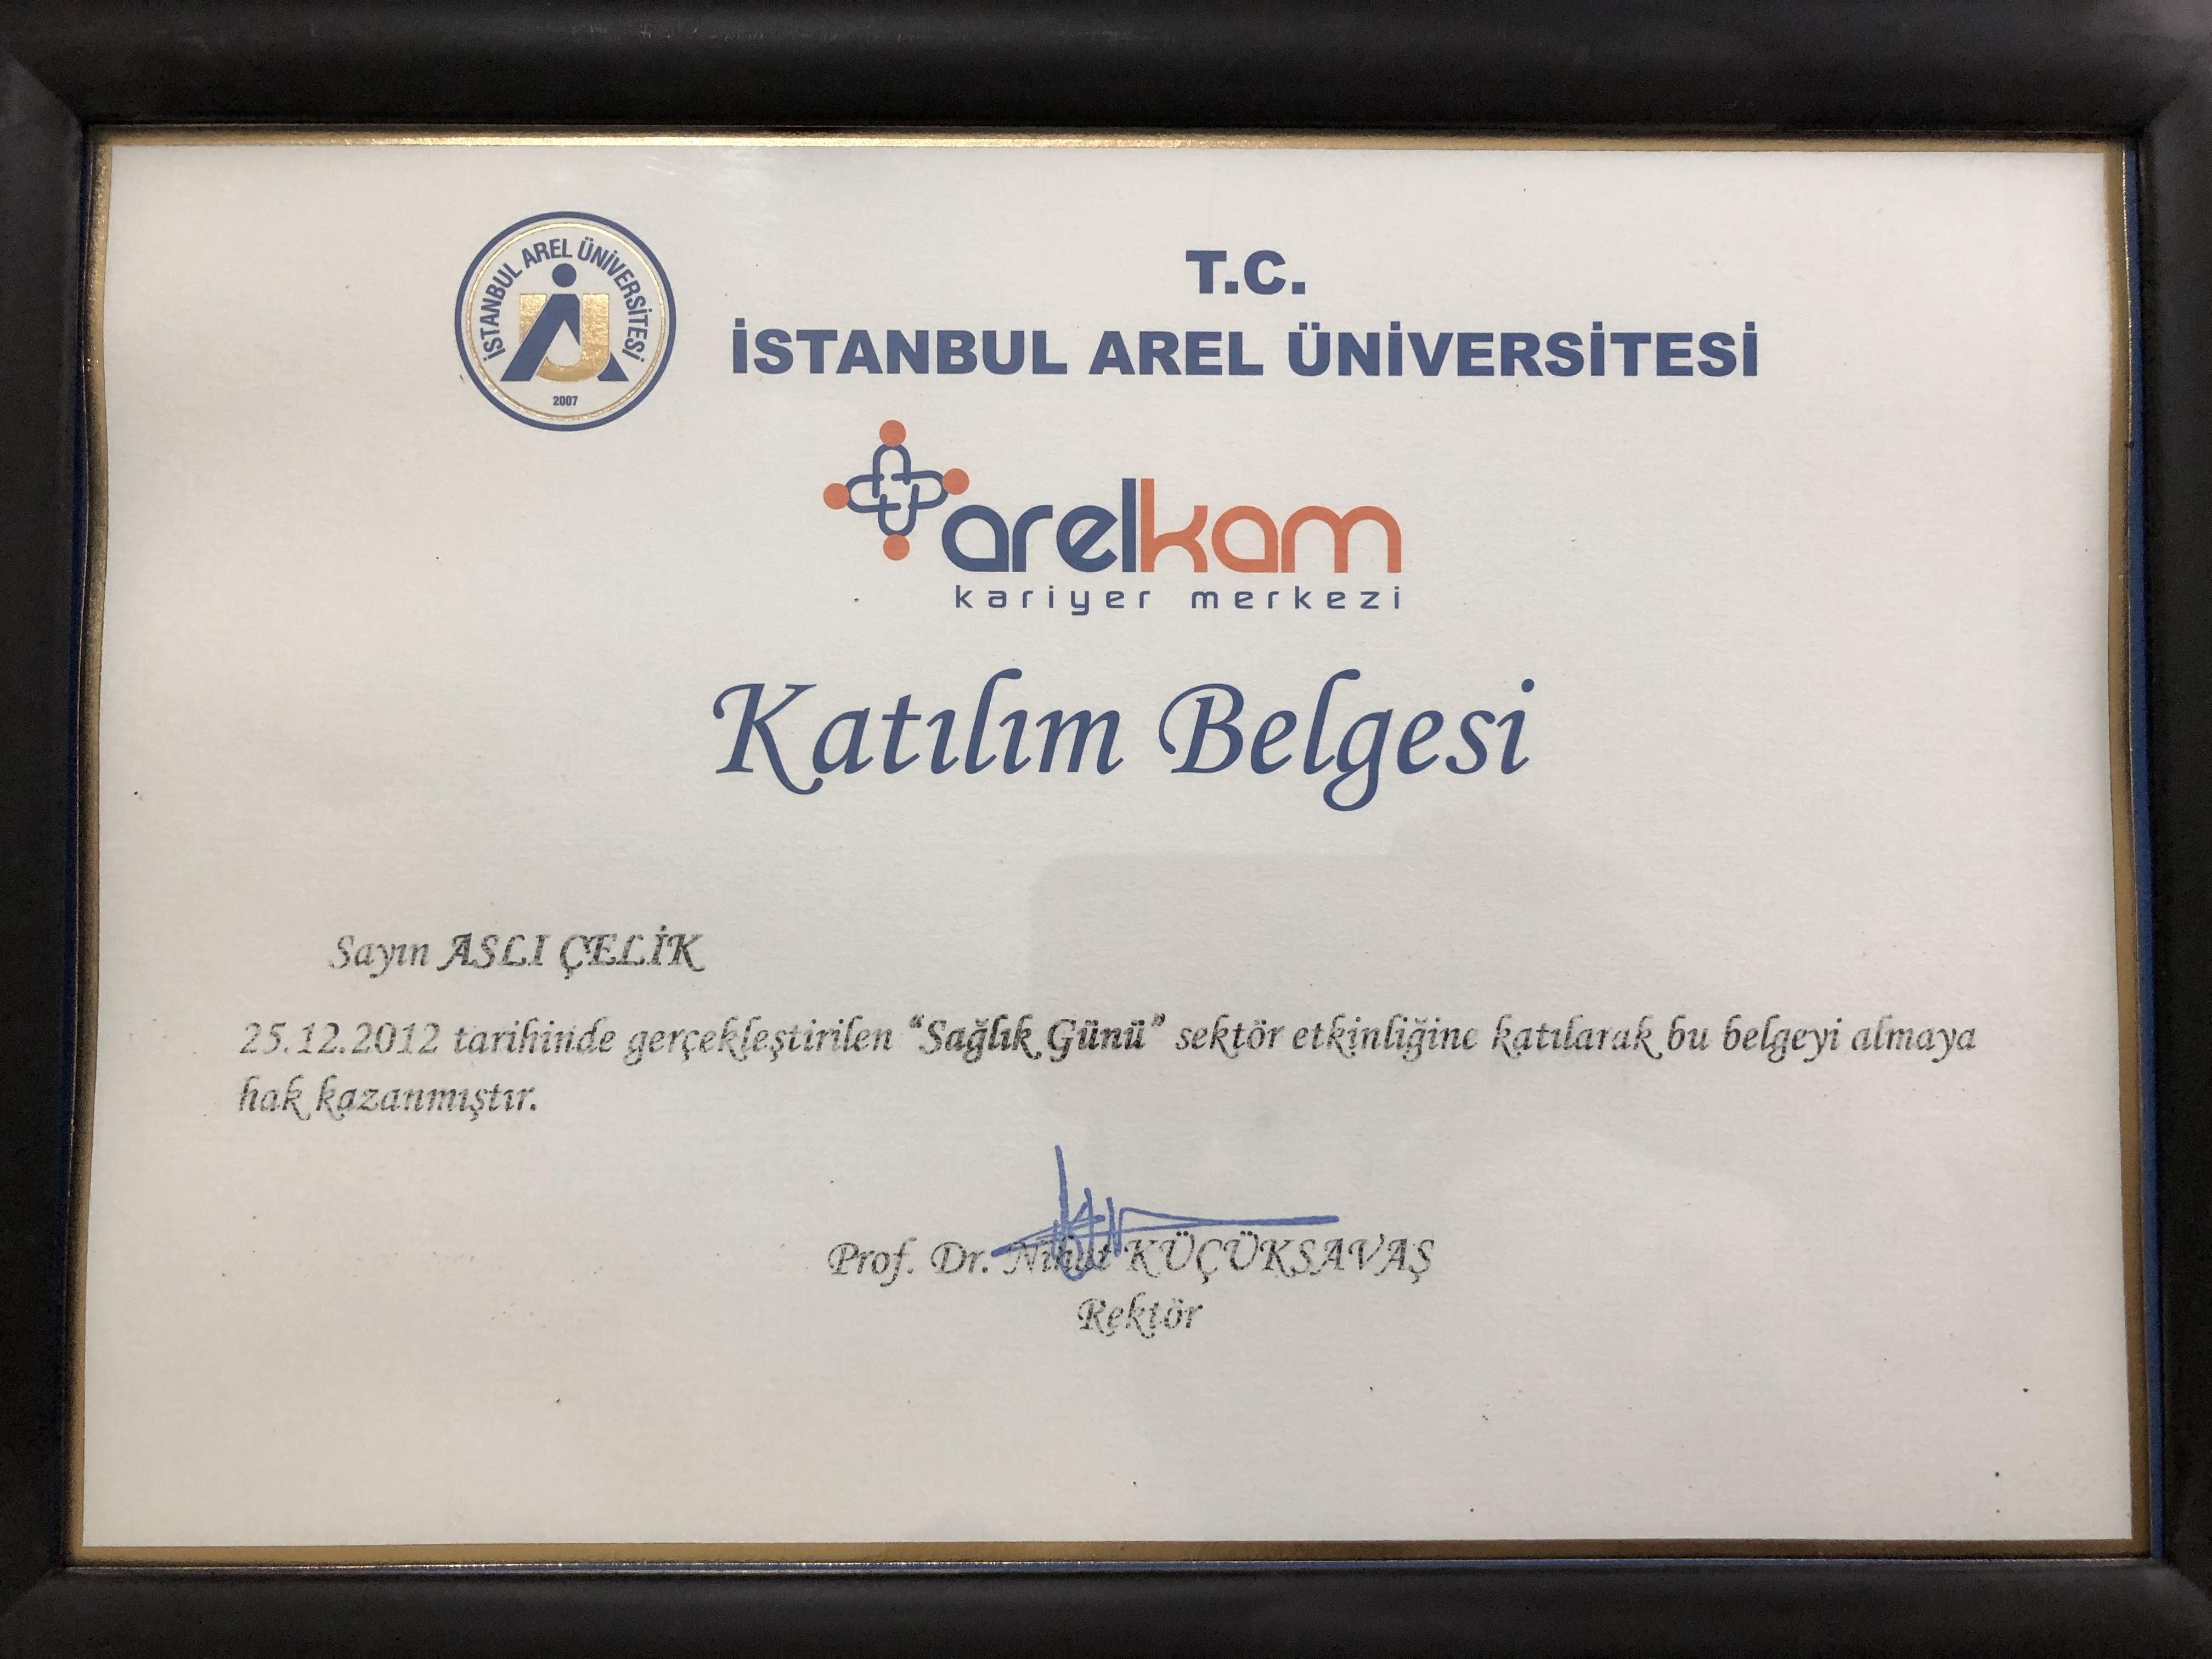 İSTANBUL AREL ÜNİVERSİTESİ
2007
T.C.
İSTANBUL AREL ÜNİVERSİTESİ
arelkam
kariyer merkezi
Katılım Belgesi
Sayın ASLI ÇELİK
25.12.2012 tarihinde gerçekleştirilen “Sağlık Günü” sektör etkinliğine katılarak bu belgeyi almaya
hak kazanmıştır.
Prof. Dr. KÜÇÜKSAVAŞ
Rektör